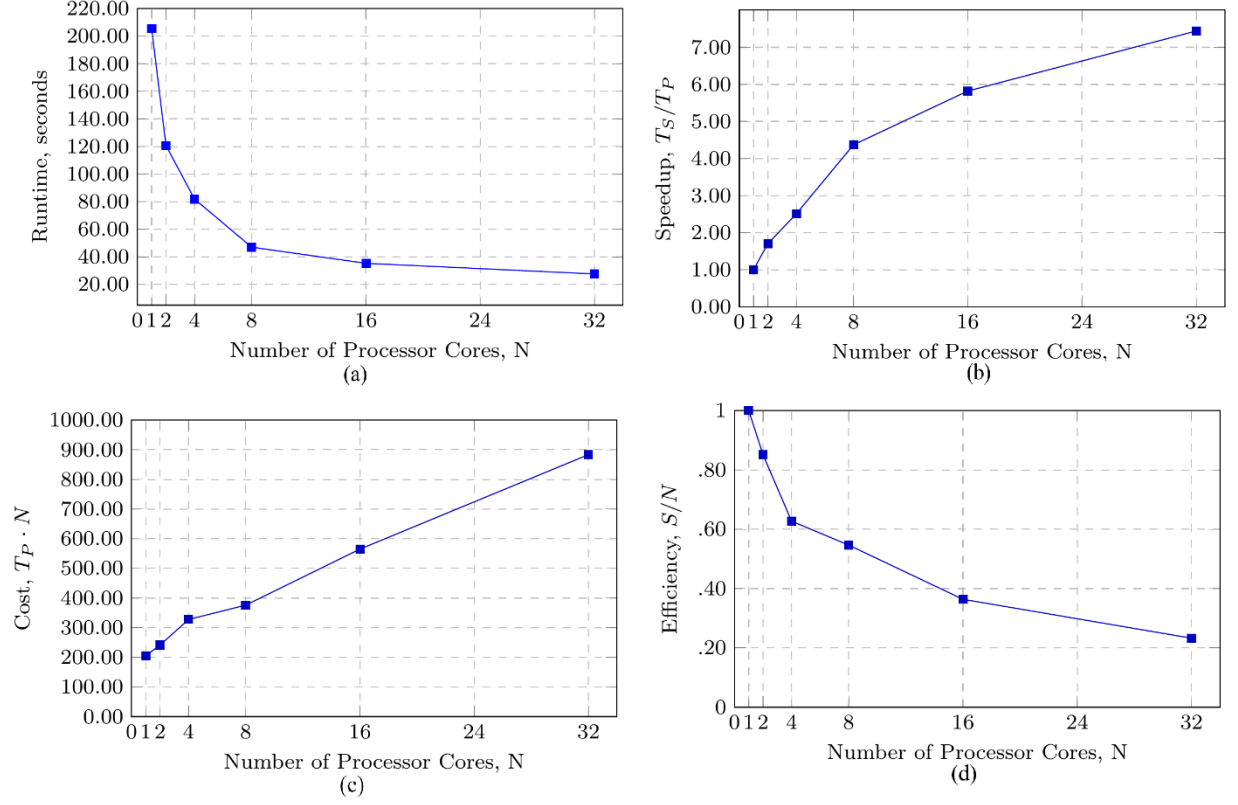 220.00
200.00
180.00
160.00
140.00
120.00
100.00
80.00
60.00
40.00
20.00
Runtime, seconds
0 1 2 4 8 16 24 32
Number of Processor Cores, N
(a)
7.00
6.00
5.00
4.00
3.00
2.00
1.00
0.00
Speedup, T_S/T_P
0 1 2 4 8 16 24 32
Number of Processor Cores, N
(b)
1000.00
900.00
800.00
700.00
600.00
500.00
400.00
300.00
200.00
100.00
0.00
Cost, T_P · N
0 1 2 4 8 16 24 32
Number of Processor Cores, N
(c)
1
.80
.60
.40
.20
0
Efficiency, S/N
0 1 2 4 8 16 24 32
Number of Processor Cores, N
(d)